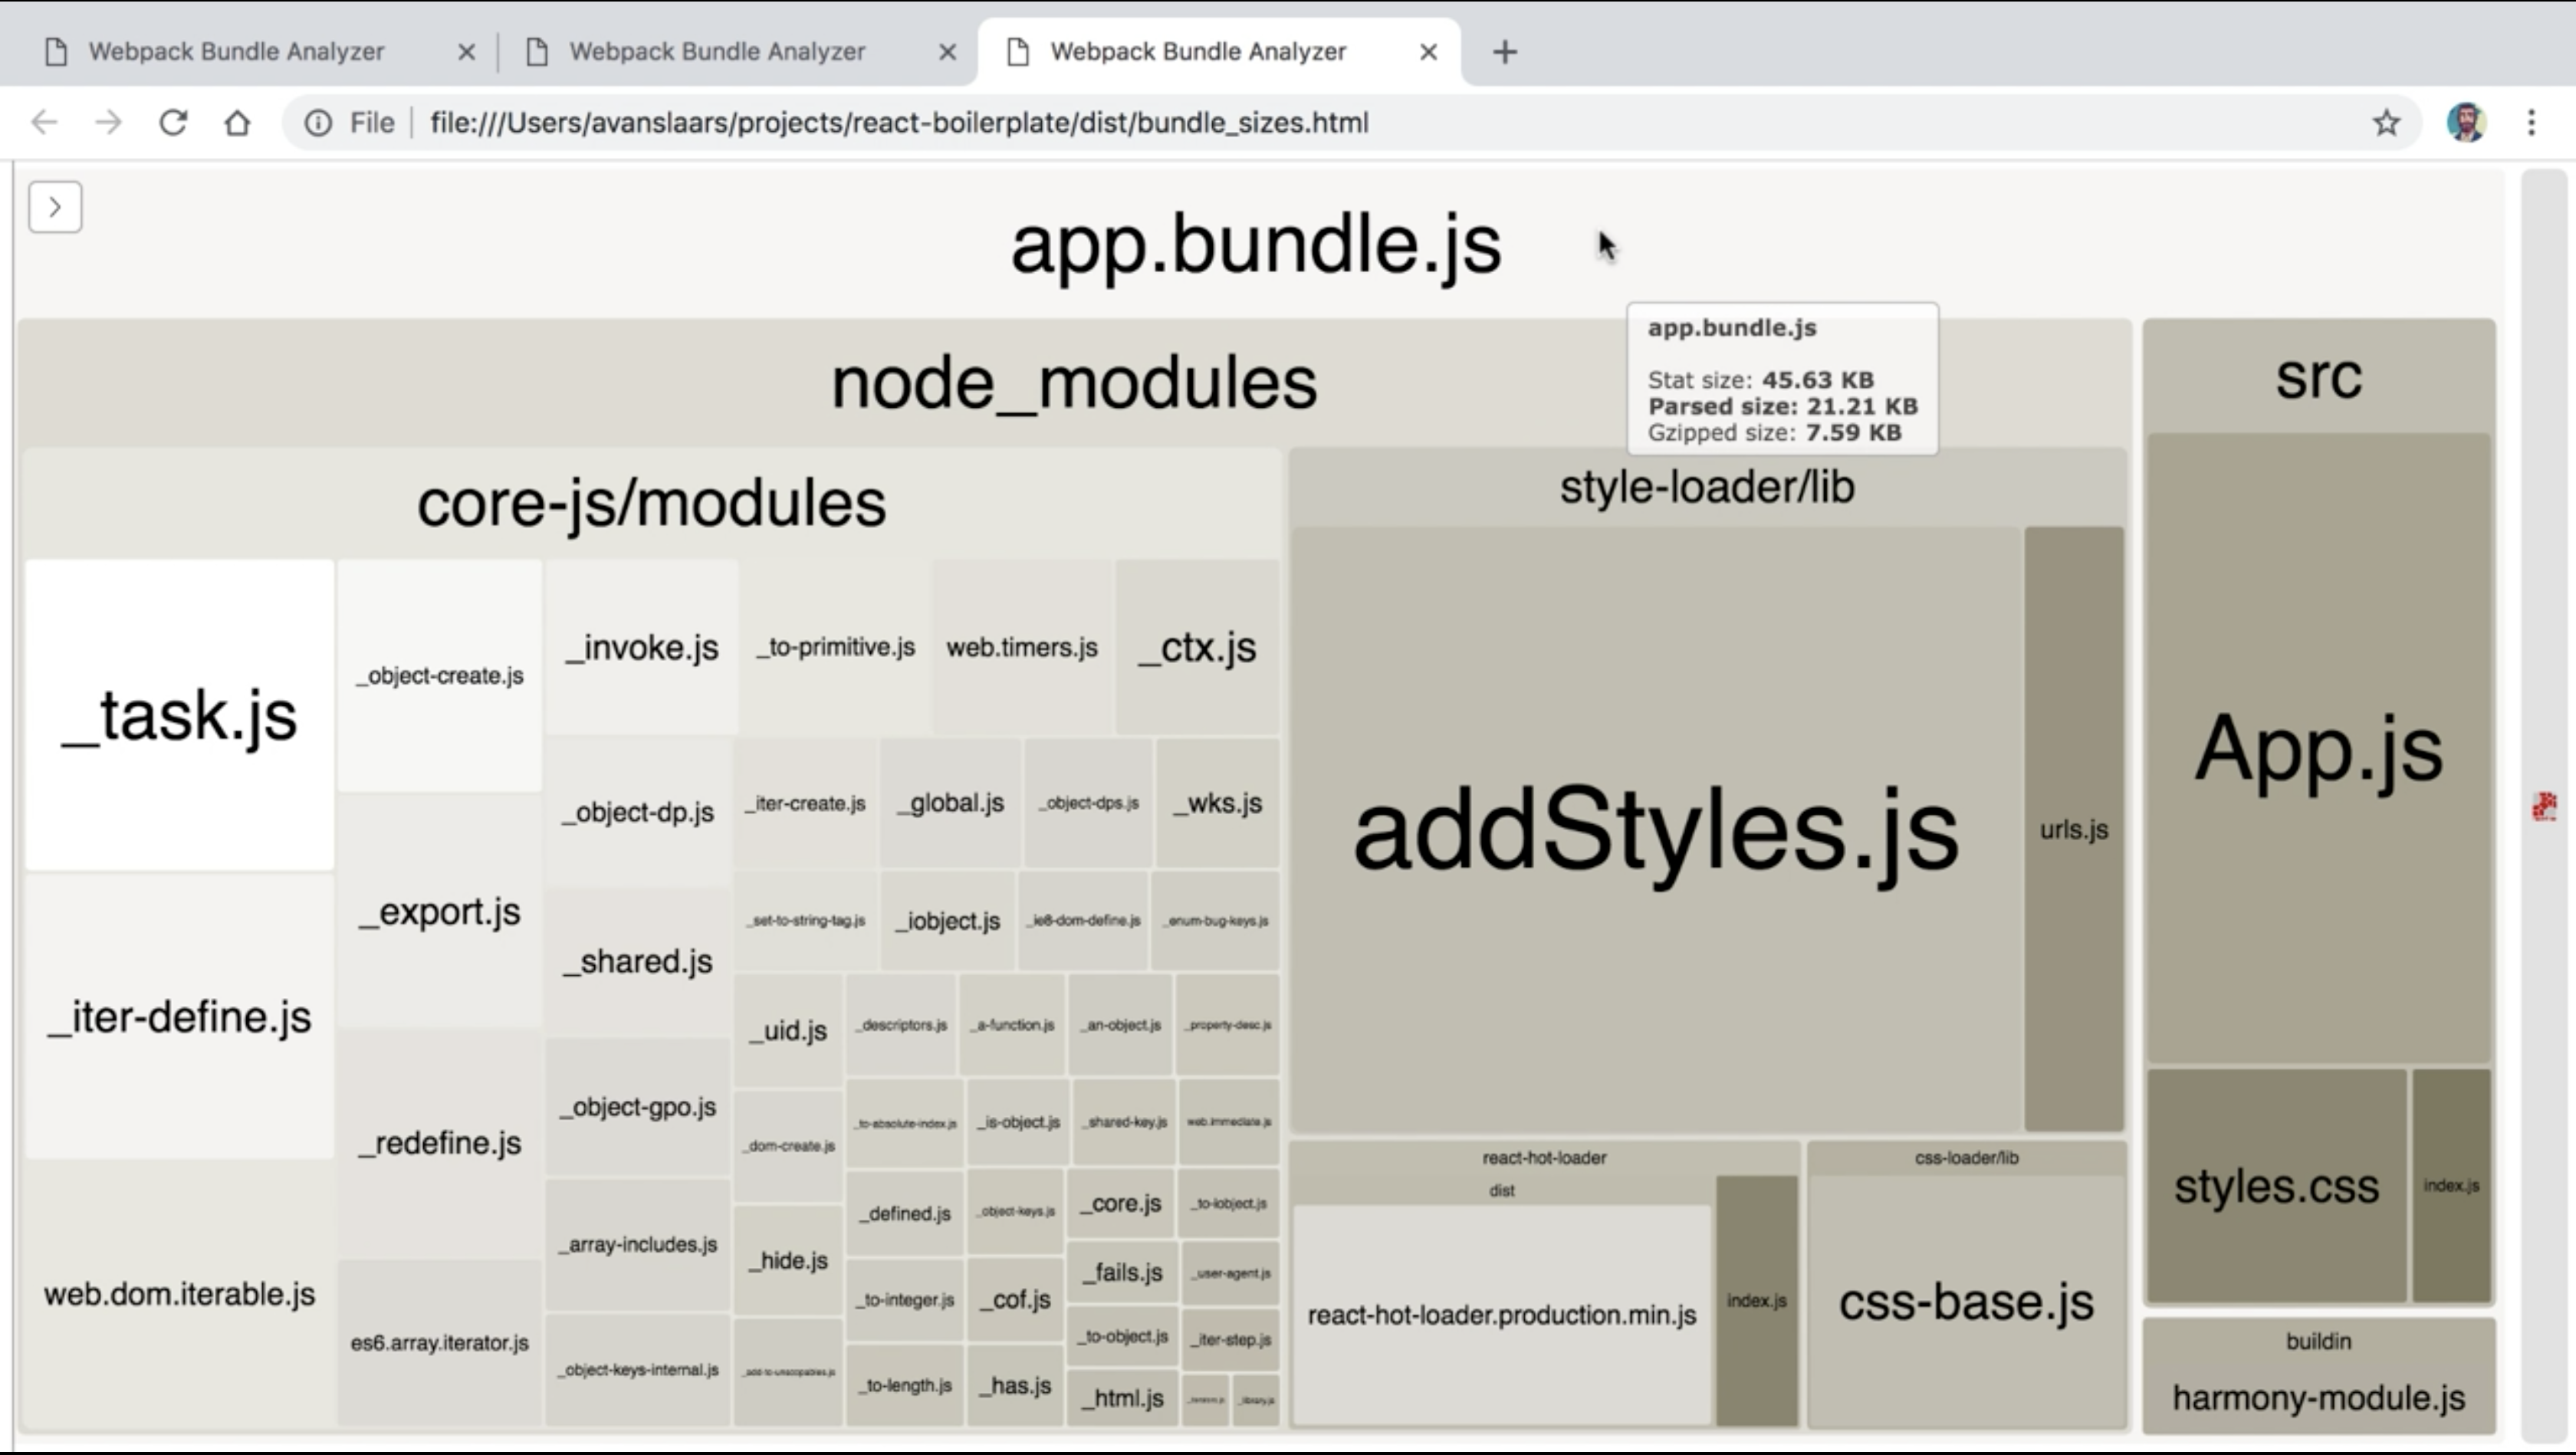 Webpack Bundle Analyzer
Webpack Bundle Analyzer
Webpack Bundle Analyzer
File
file:///Users/avanslaars/projects/react-boilerplate/dist/bundle_sizes.html
app.bundle.js
app.bundle.js
Stat size: 45.63 KB
Parsed size: 21.21 KB
Gzipped size: 7.59 KB
node_modules
src
core-js/modules
style-loader/lib
_task.js
_object-create.js
_invoke.js
_to-primitive.js
web.timers.js
_ctx.js
_object-dp.js
_iter-create.js
_global.js
_object-dps.js
_wks.js
_export.js
_set-to-string-tag.js
_iobject.js
_ie8-dom-define.js
_enum-bug-keys.js
_shared.js
_iter-define.js
_uid.js
_descriptors.js
_a-function.js
_an-object.js
_property-desc.js
_object-gpo.js
_redefine.js
_dom-create.js
_to-absolute-index.js
_is-object.js
_shared-key.js
web.immediate.js
_array-includes.js
_hide.js
_defined.js
_object-keys.js
_core.js
_to-iobject.js
_fails.js
_user-agent.js
web.dom.iterable.js
_to-integer.js
_cof.js
_to-object.js
_iter-step.js
es6.array.iterator.js
_object-keys-internal.js
_add-to-unscopables.js
_to-length.js
_has.js
_html.js
_iterators.js
_library.js
addStyles.js
urls.js
react-hot-loader
dist
react-hot-loader.production.min.js
index.js
css-loader/lib
css-base.js
App.js
styles.css
index.js
buildin
harmony-module.js